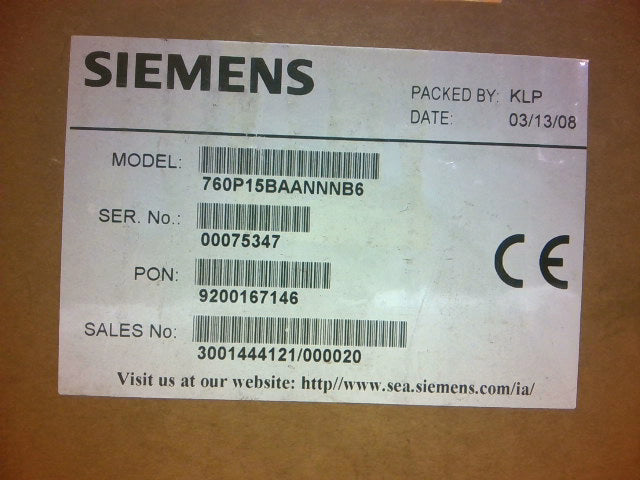 SIEMENS
PACKED BY: KLP
DATE: 03/13/08
MODEL:
760P15BAANNNB6
SER. No.:
00075347
PON:
9200167146
SALES No:
3001444121/000020
CE
Visit us at our website: http//www.sea.siemens.com/ia/